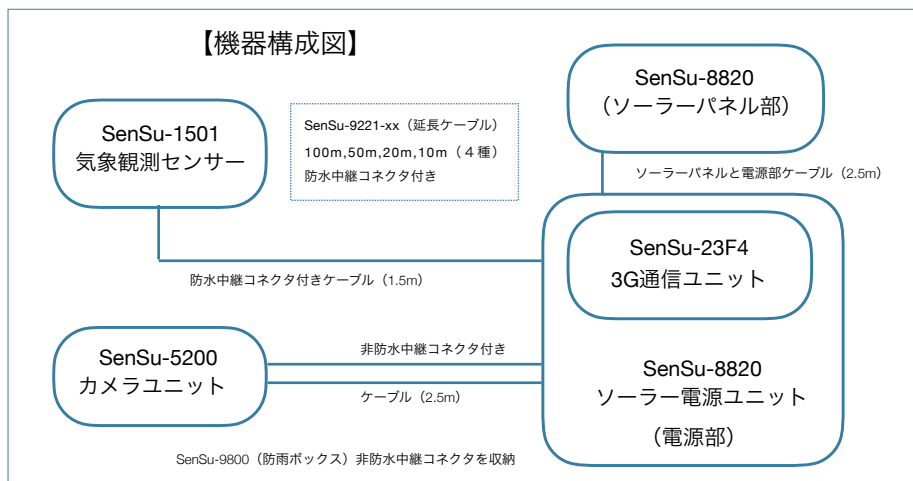 【機器構成図】
SenSu-8820
（ソーラーパネル部）
SenSu-1501
気象観測センサー
SenSu-9221-xx（延長ケーブル）
100m,50m,20m,10m（４種）
防水中継コネクタ付き
ソーラーパネルと電源部ケーブル（2.5m）
SenSu-23F4
3G通信ユニット
防水中継コネクタ付きケーブル（1.5m）
SenSu-5200
カメラユニット
非防水中継コネクタ付き
ケーブル（2.5m）
SenSu-8820
ソーラー電源ユニット
（電源部）
SenSu-9800（防雨ボックス）非防水中継コネクタを収納